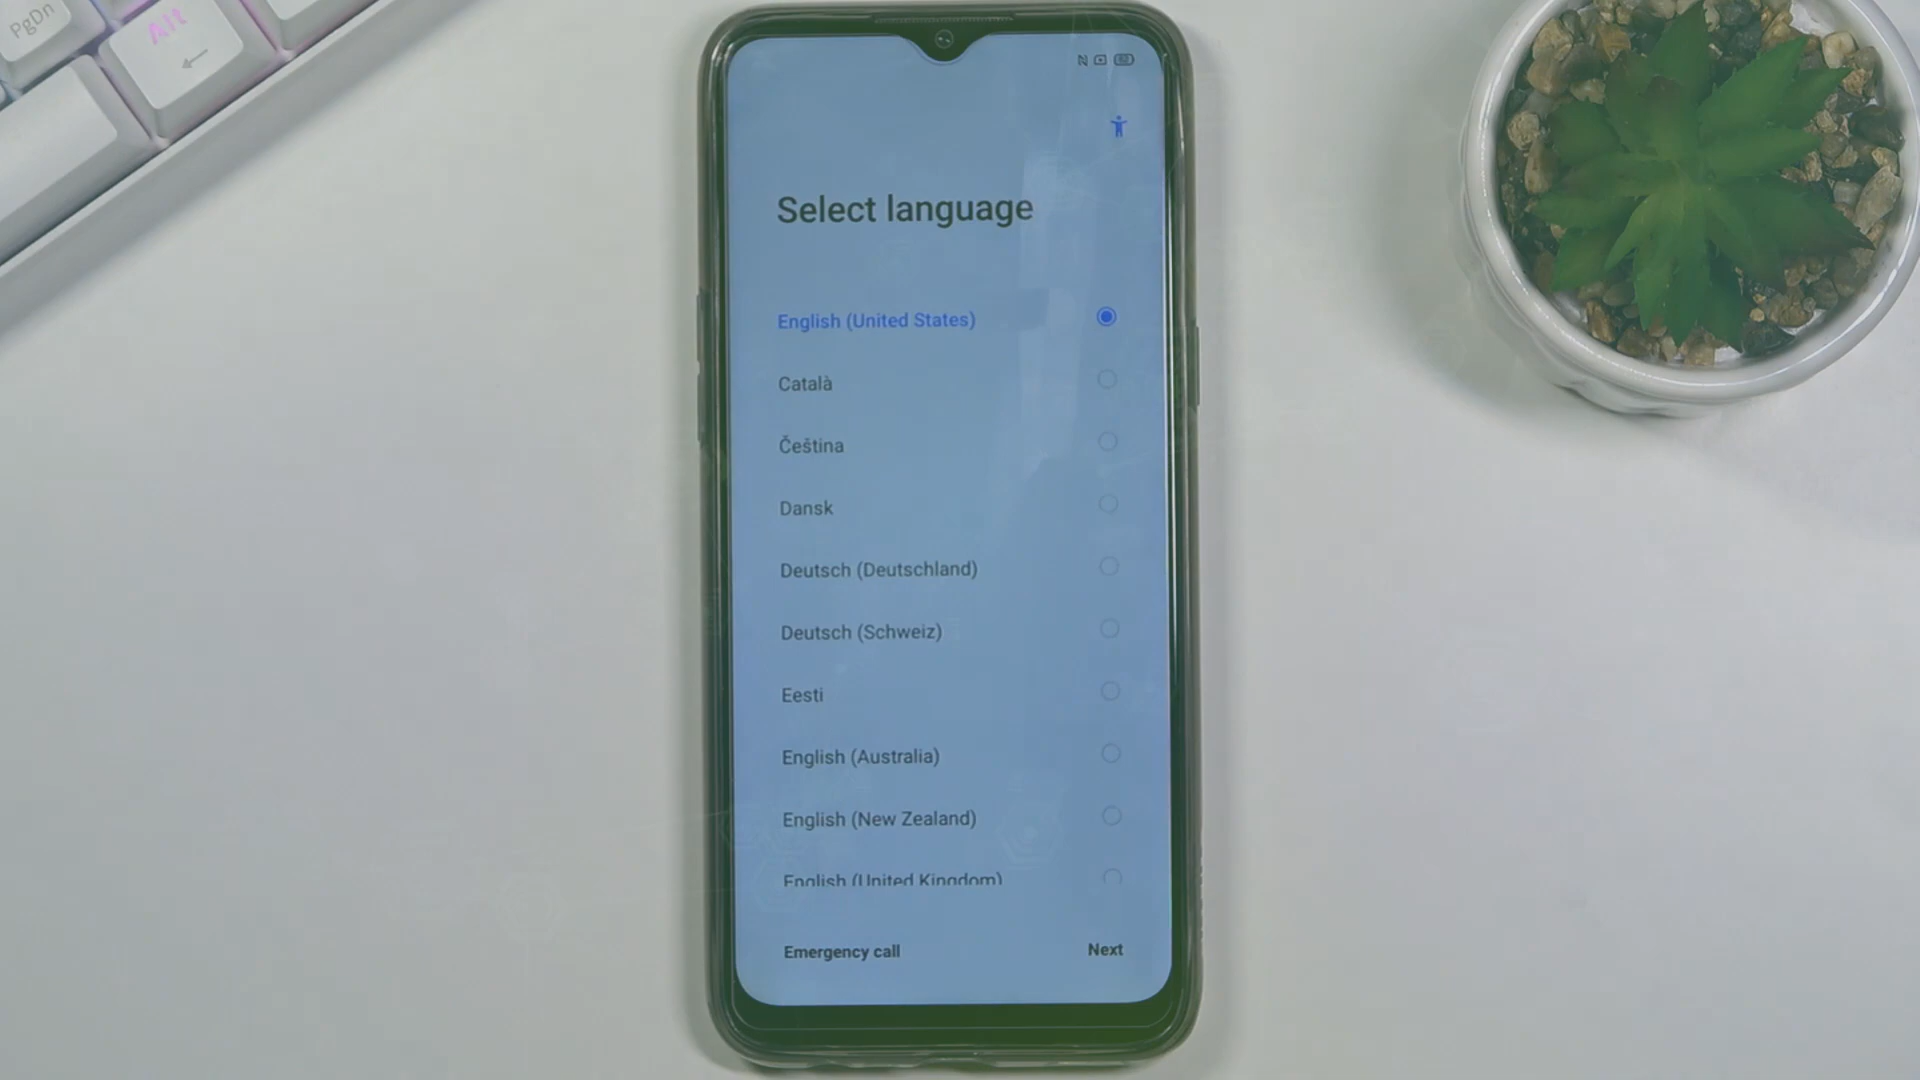 PgDn
Alt
Select language
English (United States)
Català
Čeština
Dansk
Deutsch (Deutschland)
Deutsch (Schweiz)
Eesti
English (Australia)
English (New Zealand)
English (United Kingdom)
Emergency call
Next